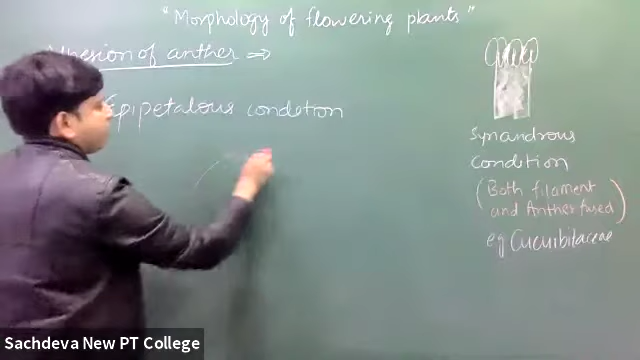 "Morphology of flowering plants"
of anther ⇒
Epipetalous condition
Synandrous
condition
(Both filament
and Anther fused)
eg Cucurbitaceae
Sachdeva New PT College